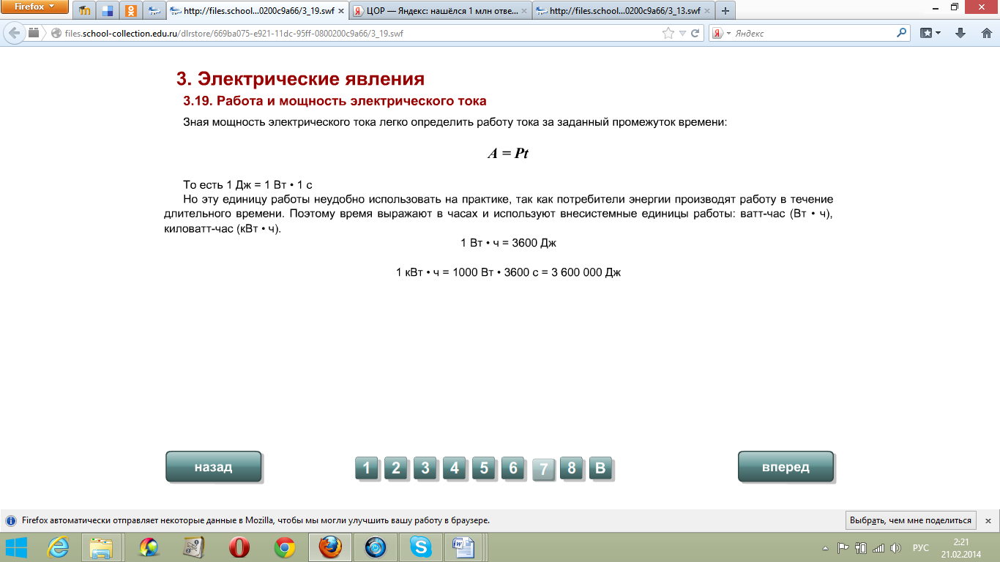 Firefox
http://files.school...0200c9a66/3_19.swf
ЦОР — Яндекс: нашёлся 1 млн отве...
http://files.school...0200c9a66/3_13.swf
files.school-collection.edu.ru/dlrstore/669ba075-e921-11dc-95ff-0800200c9a66/3_19.swf
Яндекс
3. Электрические явления
3.19. Работа и мощность электрического тока
Зная мощность электрического тока легко определить работу тока за заданный промежуток времени:
A = Pt
То есть 1 Дж = 1 Вт • 1 с
Но эту единицу работы неудобно использовать на практике, так как потребители энергии производят работу в течение
длительного времени. Поэтому время выражают в часах и используют внесистемные единицы работы: ватт-час (Вт • ч),
киловатт-час (кВт • ч).
1 Вт • ч = 3600 Дж
1 кВт • ч = 1000 Вт • 3600 с = 3 600 000 Дж
назад 1 2 3 4 5 6 7 8 В вперед
Firefox автоматически отправляет некоторые данные в Mozilla, чтобы мы могли улучшить вашу работу в браузере.
Выбрать, чем мне поделиться
РУС
2:21
21.02.2014